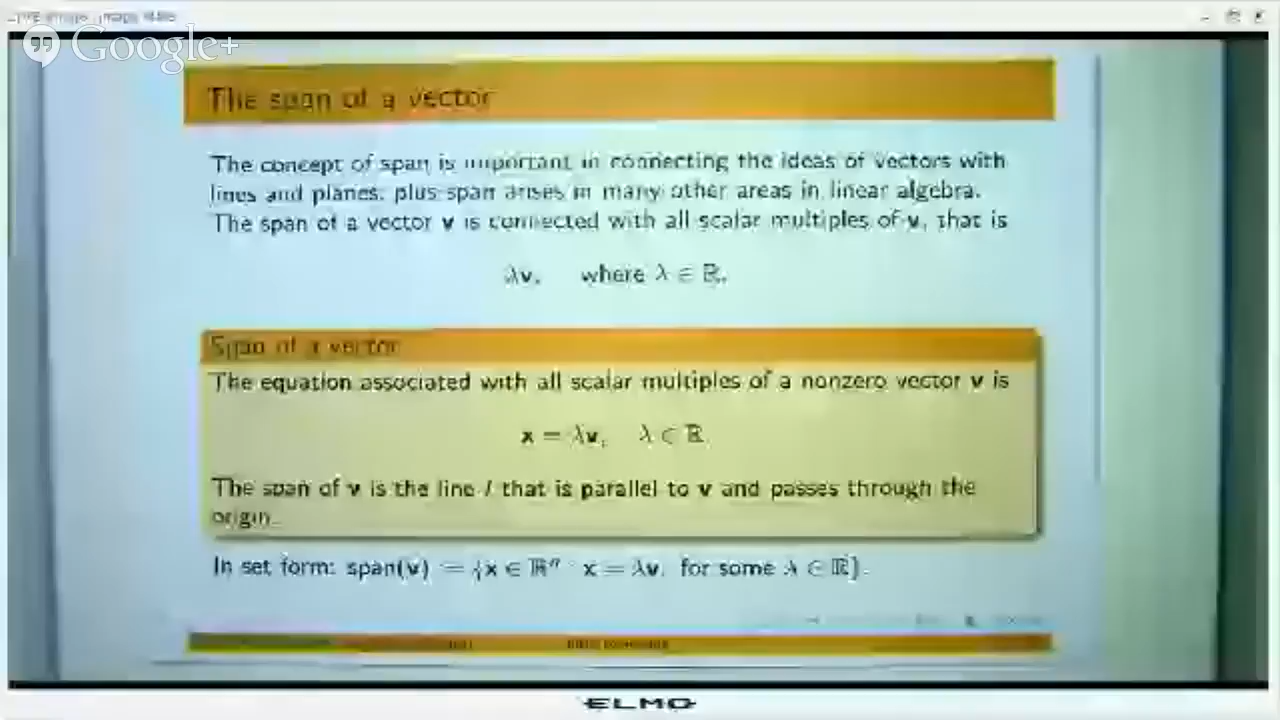 Google+
The span of a vector
The concept of span is important in connecting the ideas of vectors with
lines and planes, plus span arises in many other areas in linear algebra.
The span of a vector v is connected with all scalar multiples of v, that is
λv, where λ ∈ ℝ.
Span of a vector
The equation associated with all scalar multiples of a nonzero vector v is
x = λv, λ ∈ ℝ
The span of v is the line l that is parallel to v and passes through the
origin.
In set form: span(v) := {x ∈ ℝⁿ : x = λv, for some λ ∈ ℝ}.
ELMO